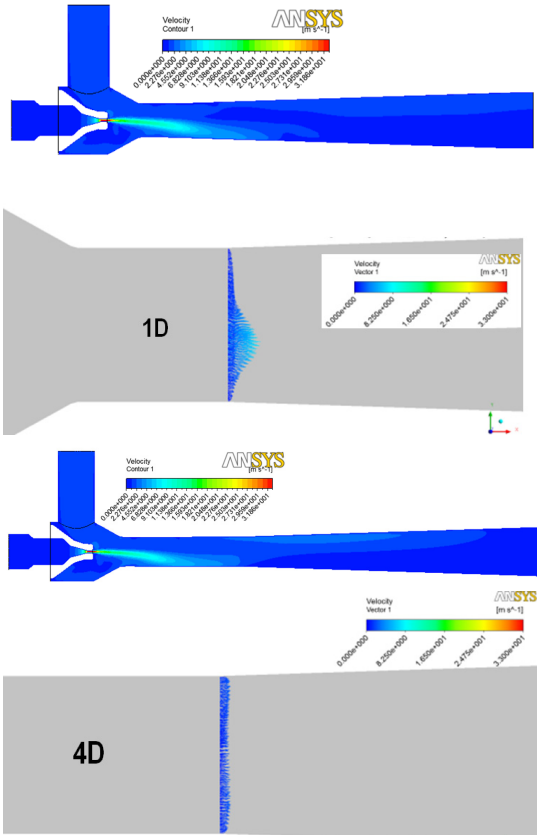 ANSYS
Velocity
Contour 1
[m s^-1]
0.000e+000
2.276e+000
4.552e+000
6.828e+000
9.103e+000
1.138e+001
1.366e+001
1.593e+001
1.821e+001
2.048e+001
2.276e+001
2.503e+001
2.731e+001
2.959e+001
3.186e+001
ANSYS
Velocity
Vector 1
[m s^-1]
0.000e+000
8.250e+000
1.650e+001
2.475e+001
3.300e+001
1D
ANSYS
Velocity
Contour 1
[m s^-1]
0.000e+000
2.276e+000
4.552e+000
6.828e+000
9.103e+000
1.138e+001
1.366e+001
1.593e+001
1.821e+001
2.048e+001
2.276e+001
2.503e+001
2.731e+001
2.959e+001
3.186e+001
ANSYS
Velocity
Vector 1
[m s^-1]
0.000e+000
8.250e+000
1.650e+001
2.475e+001
3.300e+001
4D